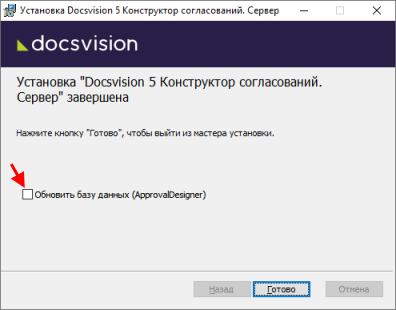 Установка Docsvision 5 Конструктор согласований. Сервер
docsvision
Установка "Docsvision 5 Конструктор согласований.
Сервер" завершена
Нажмите кнопку "Готово", чтобы выйти из мастера установки.
Обновить базу данных (ApprovalDesigner)
Назад Готово Отмена